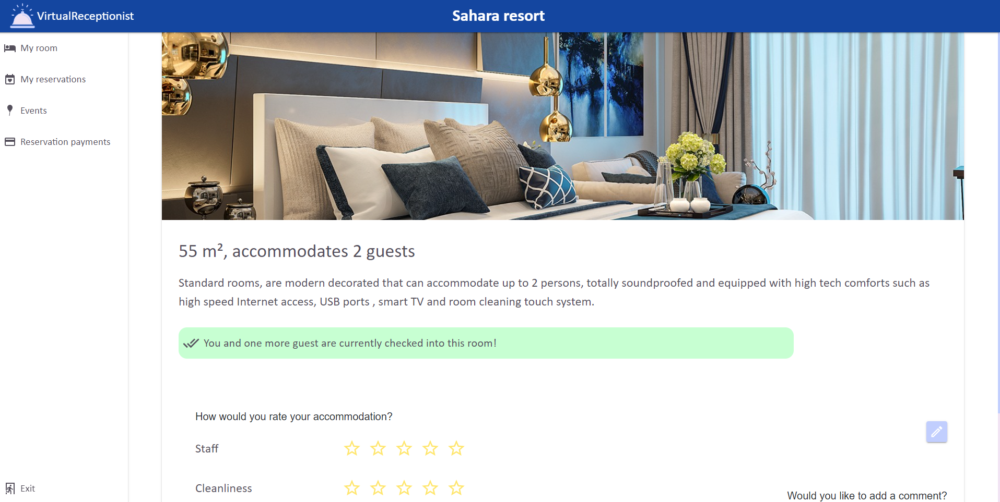 VirtualReceptionist
Sahara resort
My room
My reservations
Events
Reservation payments
Exit
55 m², accommodates 2 guests
Standard rooms, are modern decorated that can accommodate up to 2 persons, totally soundproofed and equipped with high tech comforts such as
high speed Internet access, USB ports , smart TV and room cleaning touch system.
You and one more guest are currently checked into this room!
How would you rate your accommodation?
Staff
Cleanliness
Would you like to add a comment?